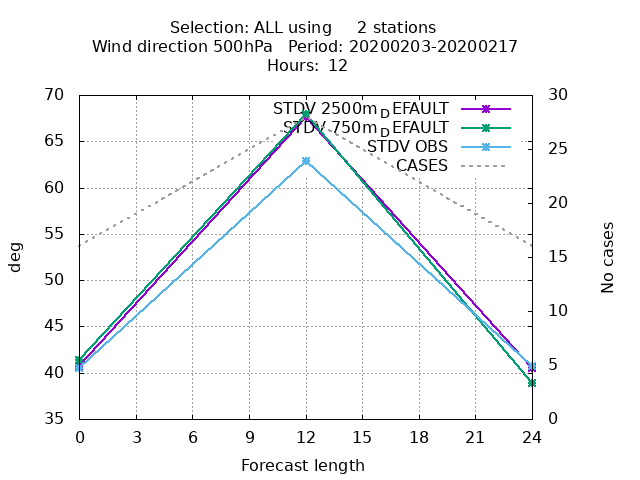 Selection: ALL using     2 stations
Wind direction 500hPa   Period: 20200203-20200217
Hours: 12
70 30
STDV 2500m_DEFAULT
STDV 750m_DEFAULT
65
STDV OBS 25
CASES
60
20
55
15
50
deg
No cases
10
45
5
40
35 0
0 3 6 9 12 15 18 21 24
Forecast length